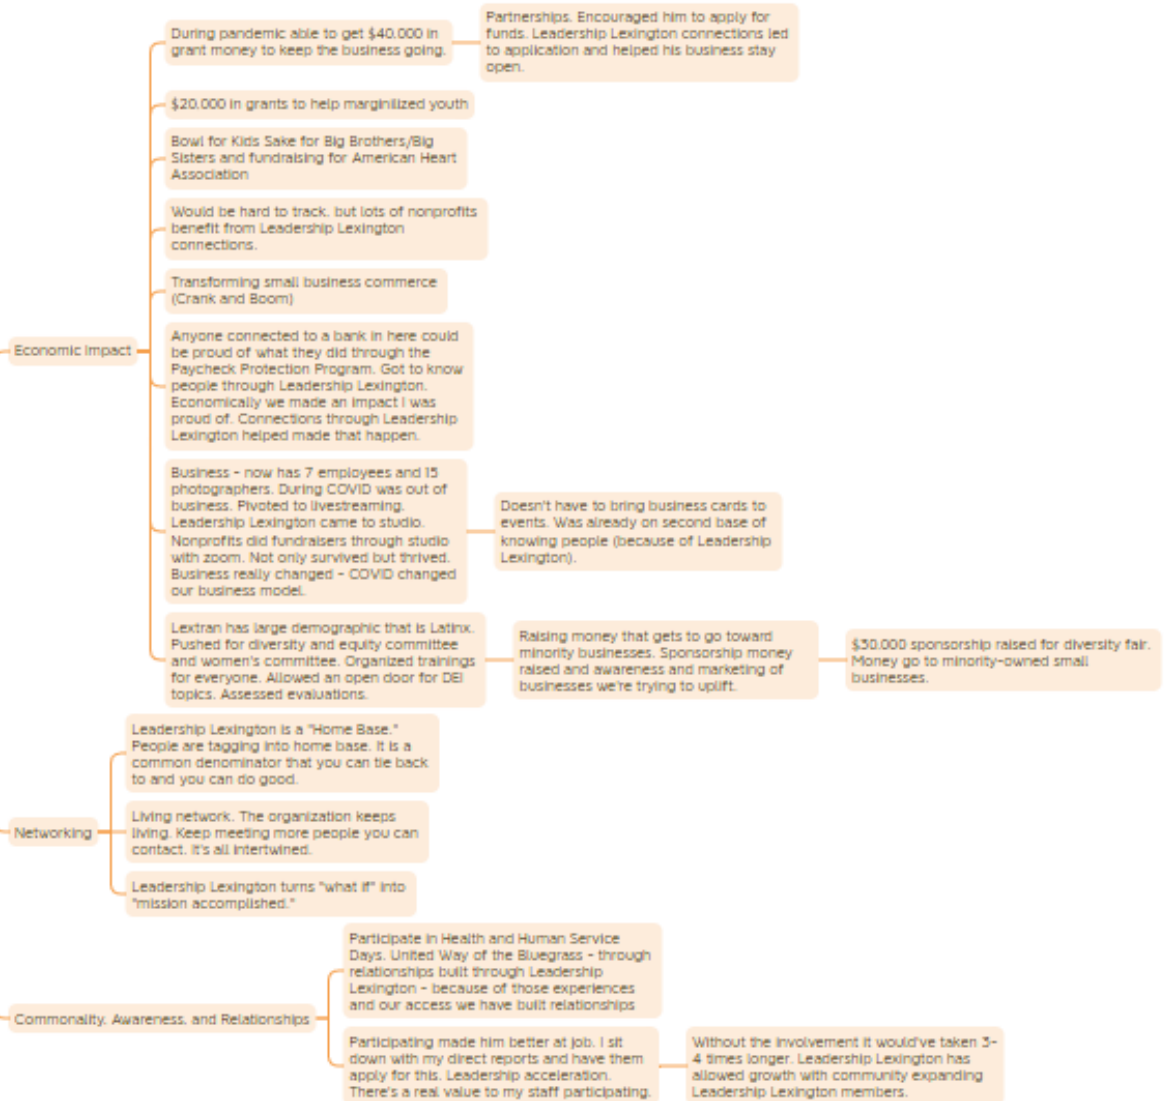 During pandemic able to get $40,000 in
grant money to keep the business going.
Partnerships. Encouraged him to apply for
funds. Leadership Lexington connections led
to application and helped his business stay
open.
$20,000 in grants to help marginilized youth
Bowl for Kids Sake for Big Brothers/Big
Sisters and fundraising for American Heart
Association
Would be hard to track, but lots of nonprofits
benefit from Leadership Lexington
connections.
Transforming small business commerce
(Crank and Boom)
Economic Impact
Anyone connected to a bank in here could
be proud of what they did through the
Paycheck Protection Program. Got to know
people through Leadership Lexington.
Economically we made an impact I was
proud of. Connections through Leadership
Lexington helped made that happen.
Business - now has 7 employees and 15
photographers. During COVID was out of
business. Pivoted to livestreaming.
Leadership Lexington came to studio.
Nonprofits did fundraisers through studio
with zoom. Not only survived but thrived.
Business really changed - COVID changed
our business model.
Doesn't have to bring business cards to
events. Was already on second base of
knowing people (because of Leadership
Lexington).
Lextran has large demographic that is Latinx.
Pushed for diversity and equity committee
and women's committee. Organized trainings
for everyone. Allowed an open door for DEI
topics. Assessed evaluations.
Raising money that gets to go toward
minority businesses. Sponsorship money
raised and awareness and marketing of
businesses we're trying to uplift.
$30,000 sponsorship raised for diversity fair.
Money go to minority-owned small
businesses.
Leadership Lexington is a "Home Base."
People are tagging into home base. It is a
common denominator that you can tie back
to and you can do good.
Networking
Living network. The organization keeps
living. Keep meeting more people you can
contact. It's all intertwined.
Leadership Lexington turns "what if" into
"mission accomplished."
Commonality, Awareness, and Relationships
Participate in Health and Human Service
Days. United Way of the Bluegrass - through
relationships built through Leadership
Lexington - because of those experiences
and our access we have built relationships
Participating made him better at job. I sit
down with my direct reports and have them
apply for this. Leadership acceleration.
There's a real value to my staff participating.
Without the involvement it would've taken 3-
4 times longer. Leadership Lexington has
allowed growth with community expanding
Leadership Lexington members.